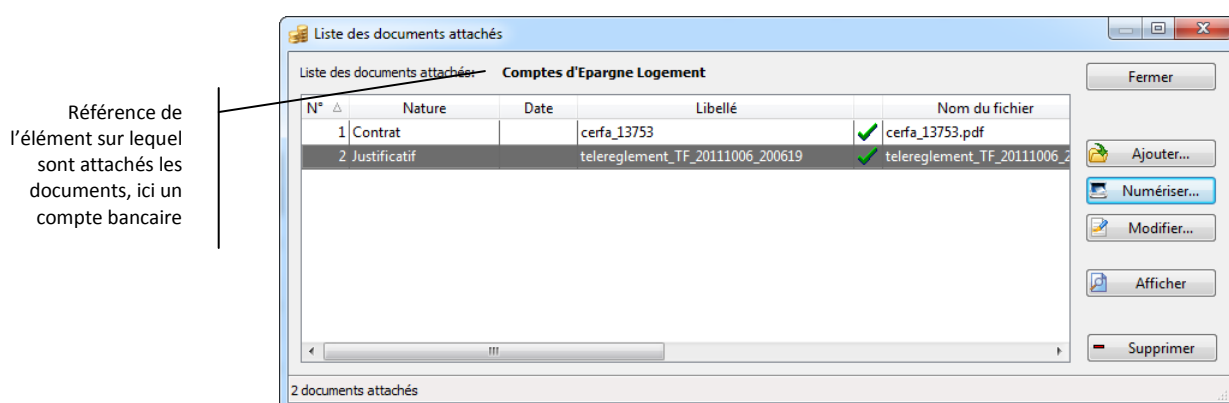 Liste des documents attachés
Liste des documents attachés: Comptes d'Epargne Logement
Fermer
Référence de
l'élément sur lequel
sont attachés les
documents, ici un
compte bancaire
N° Nature Date Libellé Nom du fichier
1 Contrat cerfa_13753 cerfa_13753.pdf
2 Justificatif telereglement_TF_20111006_200619 telereglement_TF_20111006_2
Ajouter...
Numériser...
Modifier...
Afficher
Supprimer
2 documents attachés